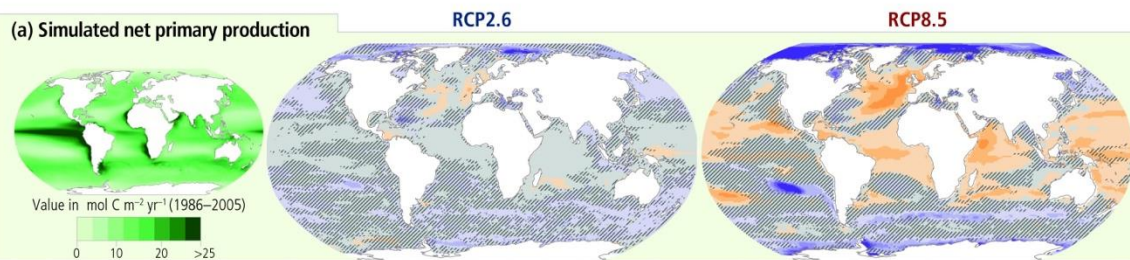 (a) Simulated net primary production
RCP2.6
RCP8.5
Value in mol C m⁻² yr⁻¹ (1986–2005)
0 10 20 >25